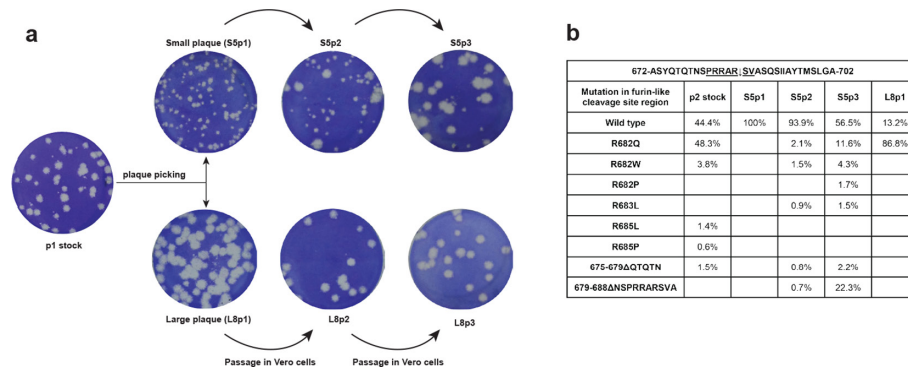 a
Small plaque (S5p1)
S5p2
S5p3
plaque picking
p1 stock
Large plaque (L8p1)
L8p2
L8p3
Passage in Vero cells
Passage in Vero cells
b
672-ASYQTQTNSPRRAR↓SVASQSIIAYTMSLGA-702
Mutation in furin-like cleavage site region p2 stock S5p1 S5p2 S5p3 L8p1
Wild type 44.4% 100% 93.9% 56.5% 13.2%
R682Q 48.3% 2.1% 11.6% 86.8%
R682W 3.8% 1.5% 4.3%
R682P 1.7%
R683L 0.9% 1.5%
R685L 1.4%
R685P 0.6%
675-679ΔQTQTN 1.5% 0.8% 2.2%
679-688ΔNSPRRARSVA 0.7% 22.3%